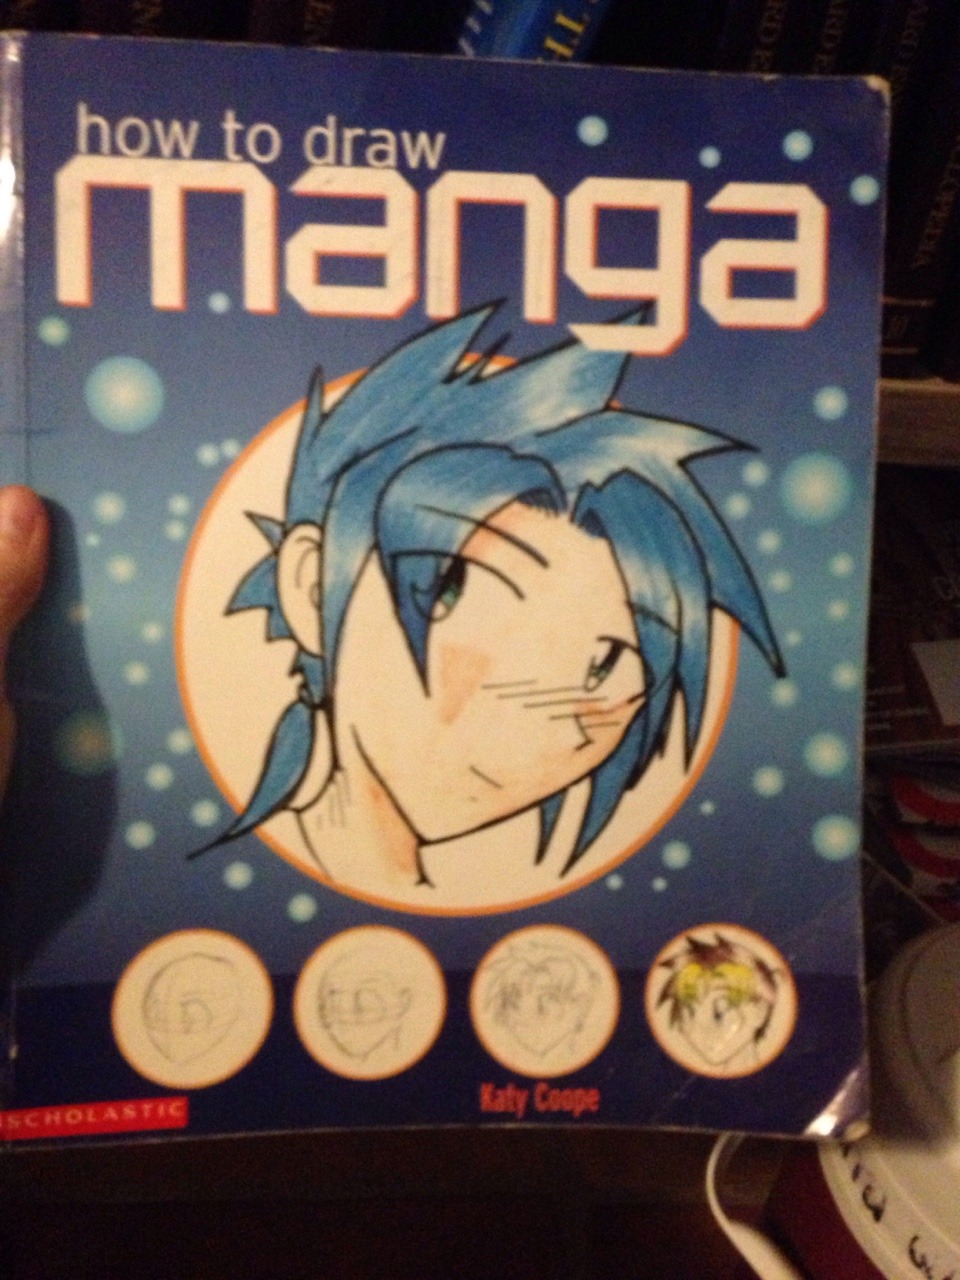 how to draw
manga
Katy Coope
SCHOLASTIC